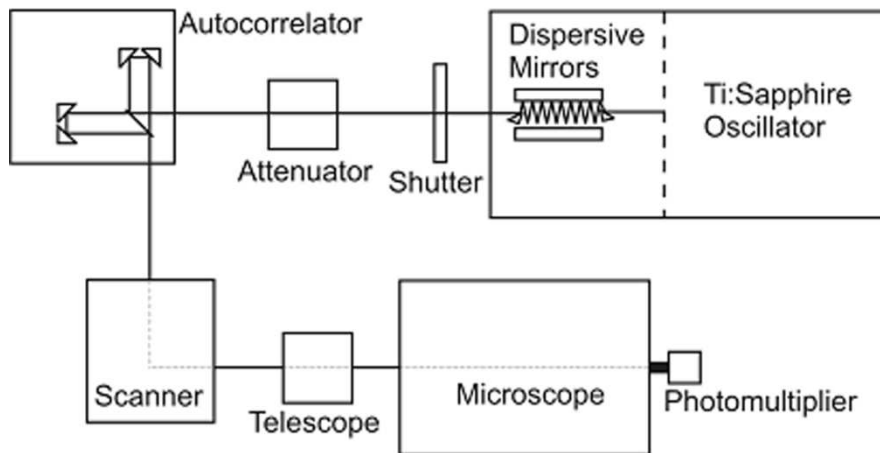 Autocorrelator
Dispersive
Mirrors
Ti:Sapphire
Oscillator
Attenuator
Shutter
Scanner
Telescope
Microscope
Photomultiplier